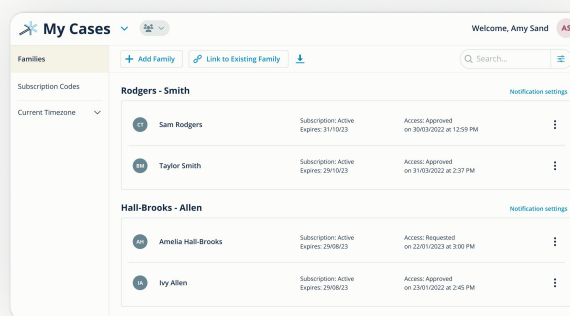 My Cases
Welcome, Amy Sand
AS
Families
Add Family
Link to Existing Family
Search...
Subscription Codes
Current Timezone
Rodgers - Smith
Notification settings
CT
Sam Rodgers
Subscription: Active
Expires: 31/10/23
Access: Approved
on 30/03/2022 at 12:59 PM
BM
Taylor Smith
Subscription: Active
Expires: 29/10/23
Access: Approved
on 31/03/2022 at 2:37 PM
Hall-Brooks - Allen
Notification settings
AH
Amelia Hall-Brooks
Subscription: Active
Expires: 29/08/23
Access: Requested
on 22/01/2023 at 3:00 PM
IA
Ivy Allen
Subscription: Active
Expires: 29/08/23
Access: Approved
on 23/01/2022 at 2:45 PM